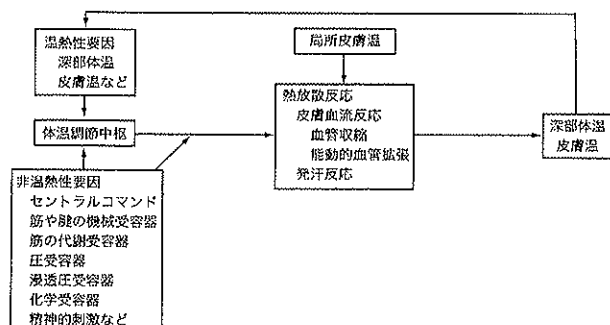 温熱性要因
深部体温
皮膚温など
局所皮膚温
体温調節中枢
熱放散反応
皮膚血流反応
血管収縮
能動的血管拡張
発汗反応
深部体温
皮膚温
非温熱性要因
セントラルコマンド
筋や腱の機械受容器
筋の代謝受容器
圧受容器
浸透圧受容器
化学受容器
精神的刺激など